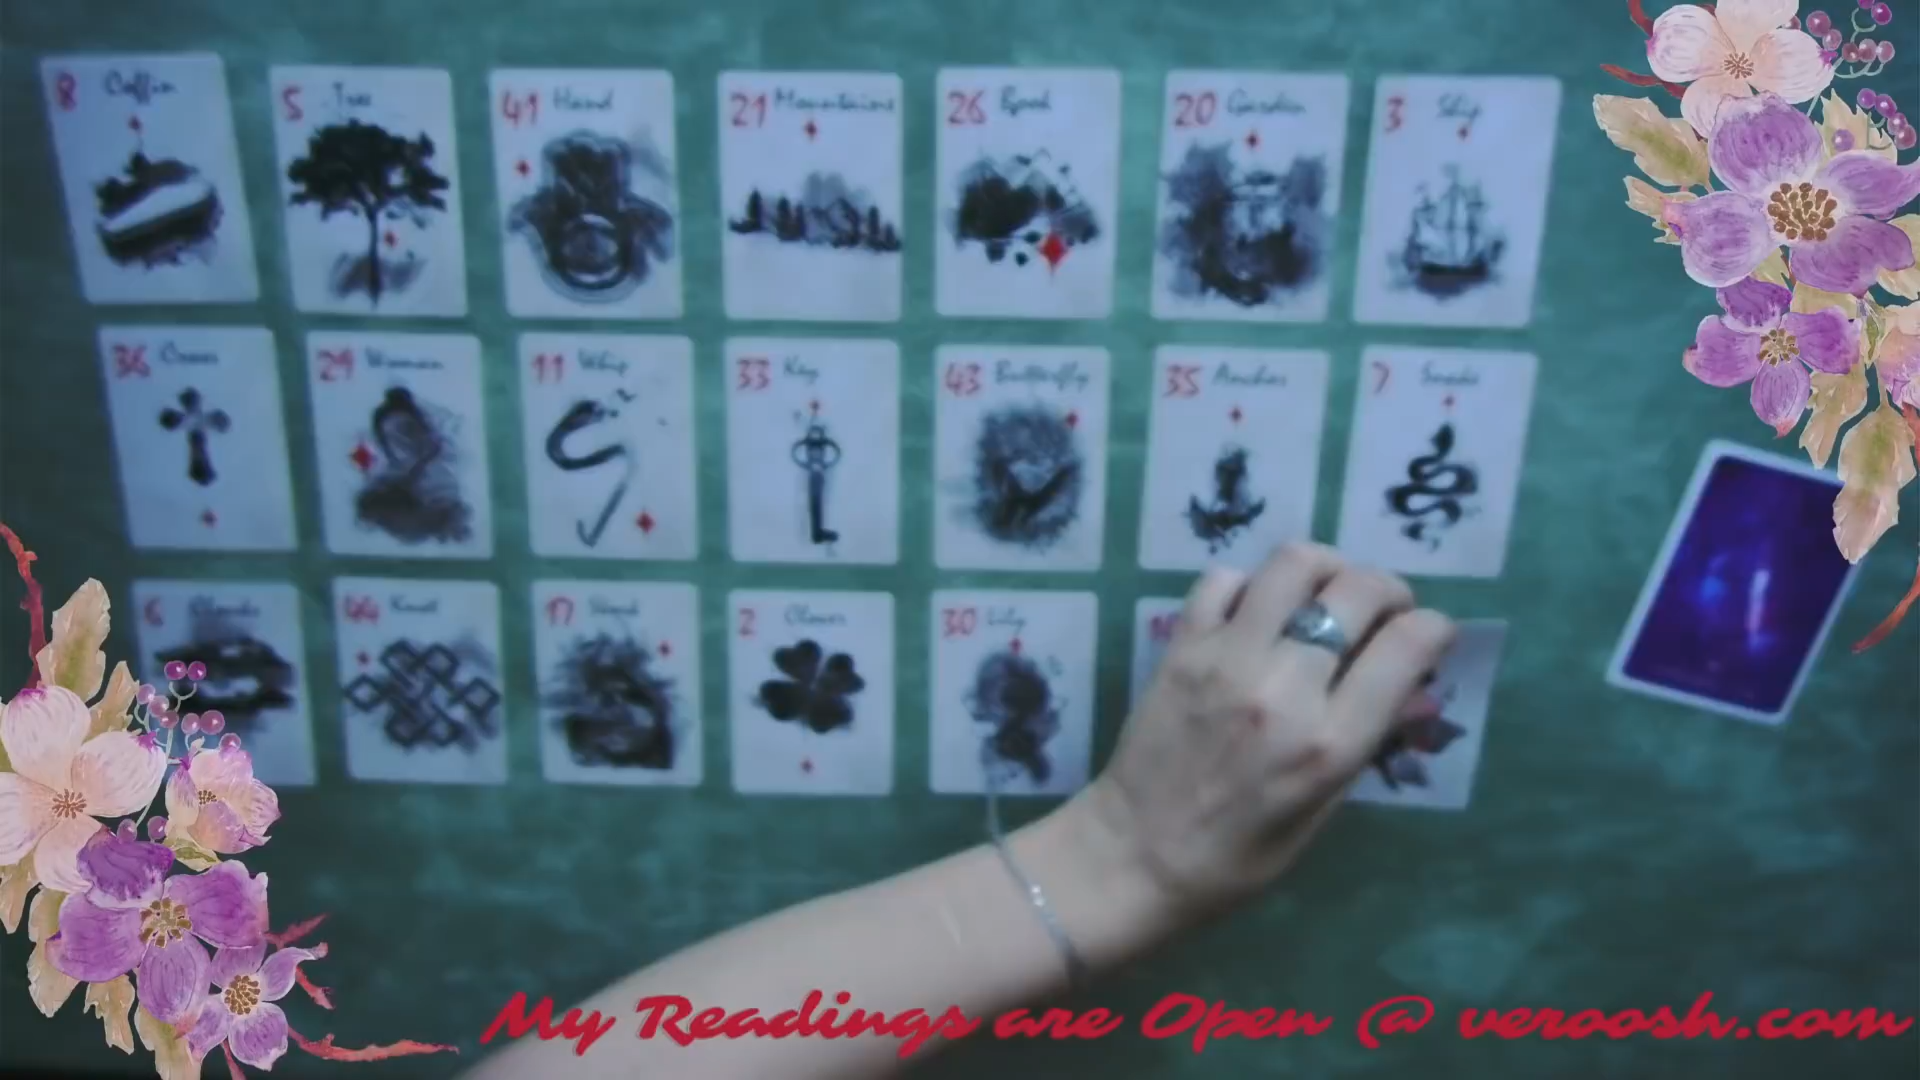 8 Coffin
5 Tree
41 Hand
21 Mountains
26 Book
20 Garden
3 Ship
36 Cross
29 Woman
11 Whip
33 Key
43 Butterfly
35 Anchor
7 Snake
6 Clouds
44 Knot
17 Stork
2 Clover
30 Lily
My Readings are Open @ veroosh.com